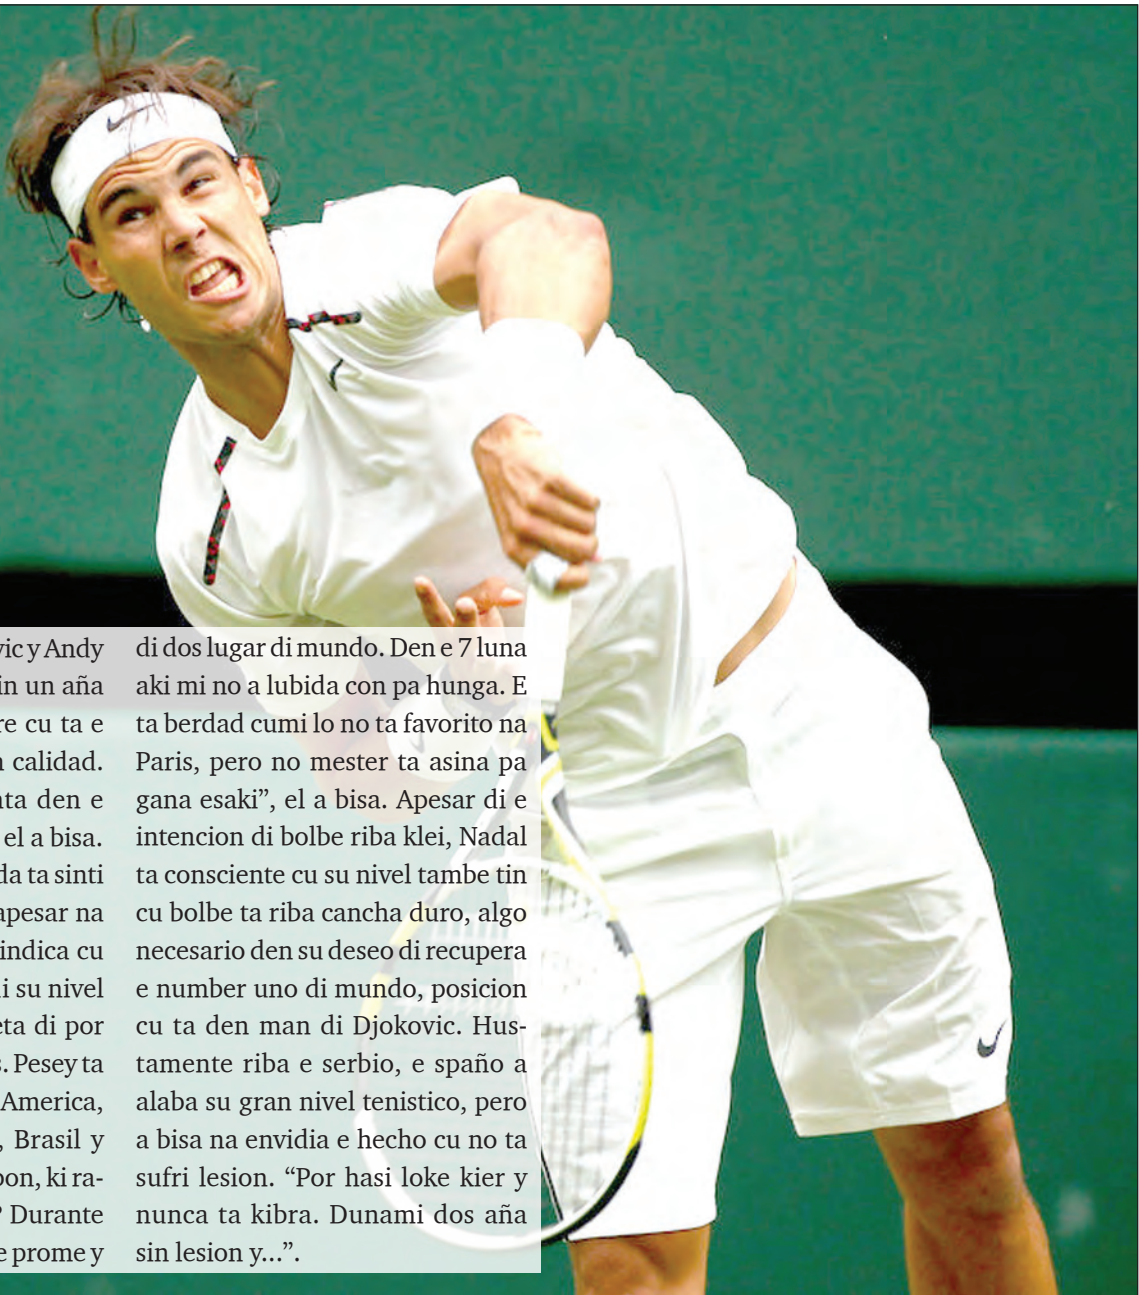 vic y Andy
in un aña
re cu ta e
calidad.
ta den e
el a bisa.
da ta sinti
apesar na
indica cu
i su nivel
eta di por
s. Pesey ta
America,
, Brasil y
on, ki ra-
? Durante
e prome y
di dos lugar di mundo. Den e 7 luna
aki mi no a lubida con pa hunga. E
ta berdad cumi lo no ta favorito na
Paris, pero no mester ta asina pa
gana esaki”, el a bisa. Apesar di e
intencion di bolbe riba klei, Nadal
ta consciente cu su nivel tambe tin
cu bolbe ta riba cancha duro, algo
necesario den su deseo di recupera
e number uno di mundo, posicion
cu ta den man di Djokovic. Hus-
tamente riba e serbio, e spaño a
alaba su gran nivel tenistico, pero
a bisa na envidia e hecho cu no ta
sufri lesion. “Por hasi loke kier y
nunca ta kibra. Dunami dos aña
sin lesion y...”.